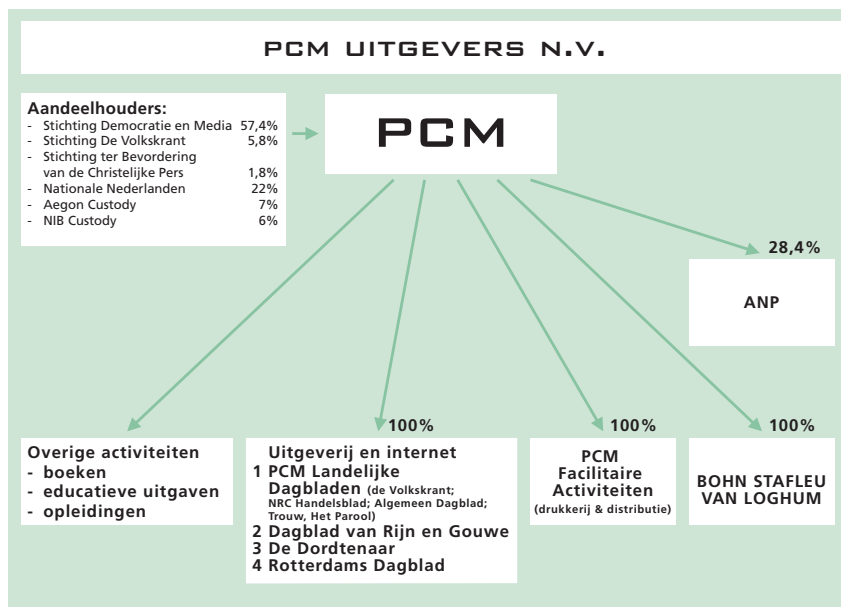 PCM UITGEVERS N.V.
Aandeelhouders:
- Stichting Democratie en Media 57,4%
- Stichting De Volkskrant 5,8%
- Stichting ter Bevordering
van de Christelijke Pers 1,8%
- Nationale Nederlanden 22%
- Aegon Custody 7%
- NIB Custody 6%
PCM
28,4%
ANP
Overige activiteiten
- boeken
- educatieve uitgaven
- opleidingen
100%
Uitgeverij en internet
1 PCM Landelijke
Dagbladen (de Volkskrant;
NRC Handelsblad; Algemeen Dagblad;
Trouw, Het Parool)
2 Dagblad van Rijn en Gouwe
3 De Dordtenaar
4 Rotterdams Dagblad
100%
PCM
Facilitaire
Activiteiten
(drukkerij & distributie)
100%
BOHN STAFLEU
VAN LOGHUM